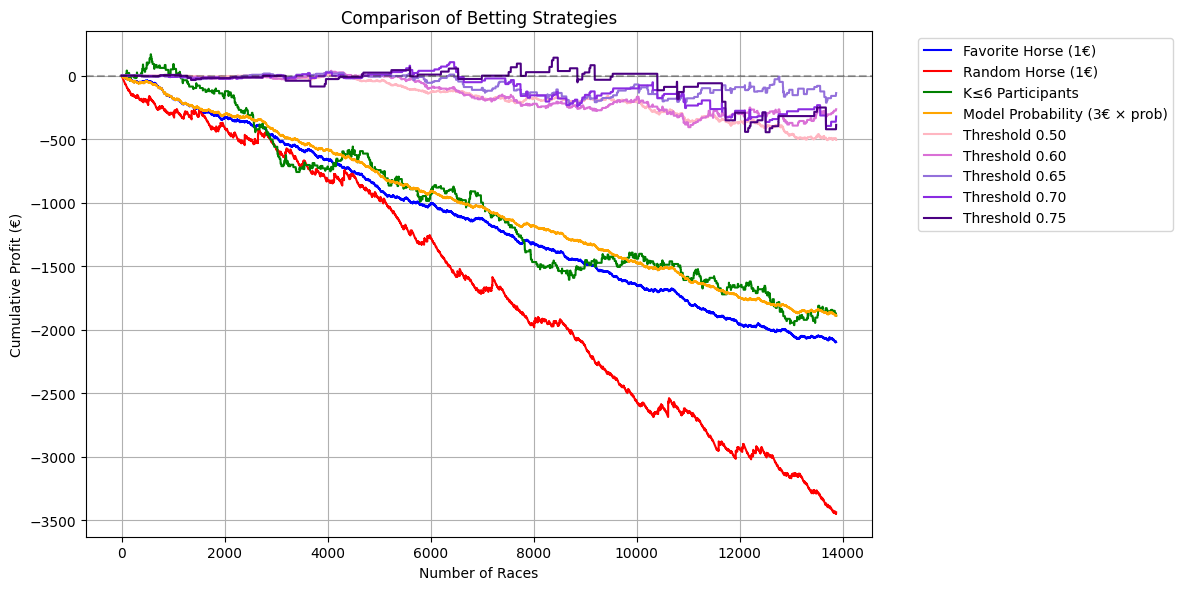 Comparison of Betting Strategies
Cumulative Profit (€)
0
−500
−1000
−1500
−2000
−2500
−3000
−3500
0
2000
4000
6000
8000
10000
12000
14000
Number of Races
Favorite Horse (1€)
Random Horse (1€)
K≤6 Participants
Model Probability (3€ × prob)
Threshold 0.50
Threshold 0.60
Threshold 0.65
Threshold 0.70
Threshold 0.75